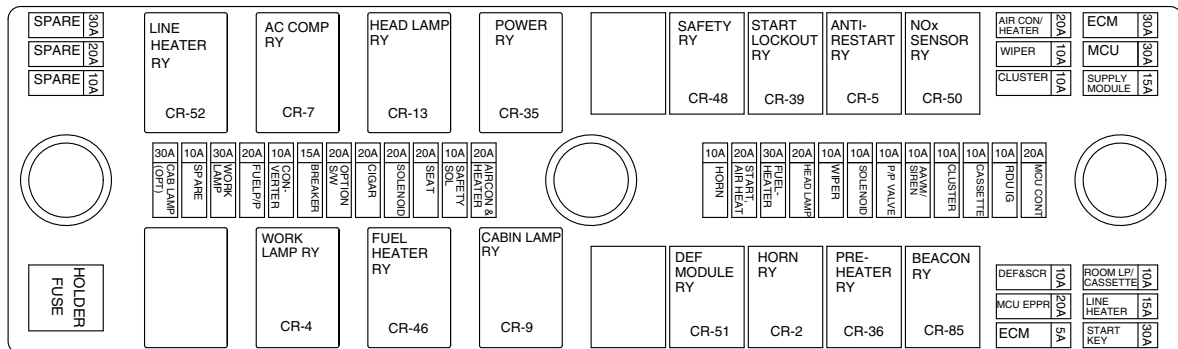 SPARE 30A
SPARE 20A
SPARE 10A
LINE
HEATER
RY
CR-52
AC COMP
RY
CR-7
HEAD LAMP
RY
CR-13
POWER
RY
CR-35
SAFETY
RY
CR-48
START
LOCKOUT
RY
CR-39
ANTI-
RESTART
RY
CR-5
NOx
SENSOR
RY
CR-50
AIR CON/
HEATER
20A
WIPER 10A
CLUSTER 10A
ECM 30A
MCU 30A
SUPPLY
MODULE
15A
30A
CAB LAMP
(OPT)
10A
SPARE
30A
WORK
LAMP
20A
FUELP/P
10A
CON-
VERTER
15A
BREAKER
20A
OPTION
S/W
20A
CIGAR
20A
SOLENOID
20A
SEAT
10A
SAFETY
SOL
20A
AIRCON &
HEATER
10A
HORN
20A
START,
AIR HEAT
30A
FUEL-
HEATER
20A
HEAD LAMP
10A
WIPER
10A
SOLENOID
10A
P/P VALVE
10A
AAVM/
SIREN
10A
CLUSTER
10A
CASSETTE
10A
RDU IG
20A
MCU CONT
HOLDER
FUSE
WORK
LAMP RY
CR-4
FUEL
HEATER
RY
CR-46
CABIN LAMP
RY
CR-9
DEF
MODULE
RY
CR-51
HORN
RY
CR-2
PRE-
HEATER
RY
CR-36
BEACON
RY
CR-85
DEF&SCR 10A
MCU EPPR 20A
ECM 5A
ROOM LP/
CASSETTE
10A
LINE
HEATER
15A
START
KEY
30A